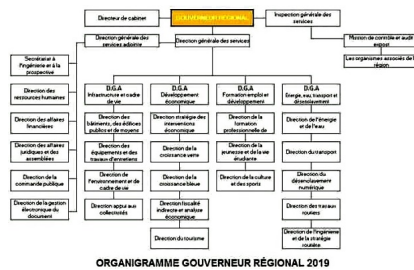 Directeur de cabinet
GOUVERNEUR REGIONAL
Inspection générale des
services
Direction générale des
services adjointe
Direction générale des services
Mission de contrôle et audit
export
Les organismes associés de la
région
Secrétariat à
l'ingénierie et à la
prospective
Direction des
ressources humaines
Direction des affaires
financières
Direction des affaires
juridiques et des
assemblées
Direction de la
commande publique
Direction de la gestion
électronique du
document
D.G.A
Infrastructure et cadre
de vie
Direction des
bâtiments, des édifices
publics et de moyens
Direction des
équipements et des
travaux d'entretiens
Direction de
l'environnement et de
cadre de vie
Direction appui aux
collectivités
D.G.A
Développement
économique
Direction stratégie des
interventions
économique
Direction de la
croissance verte
Direction de la
croissance bleue
Direction fiscalité
indirecte et analyse
économique
Direction du tourisme
D.G.A
Formation emploi et
développement
Direction de la
formation
professionnelle de
Direction de la
jeunesse et de la vie
étudiante
Direction de la culture
et des sports
D.G.A
Énergie, eau, transport et
désenclavement
Direction de l'énergie
et de l'eau
Direction du transport
Direction du
désenclavement
numérique
Direction des travaux
routiers
Direction de l'ingénierie
et de la stratégie
routière
ORGANIGRAMME GOUVERNEUR RÉGIONAL 2019